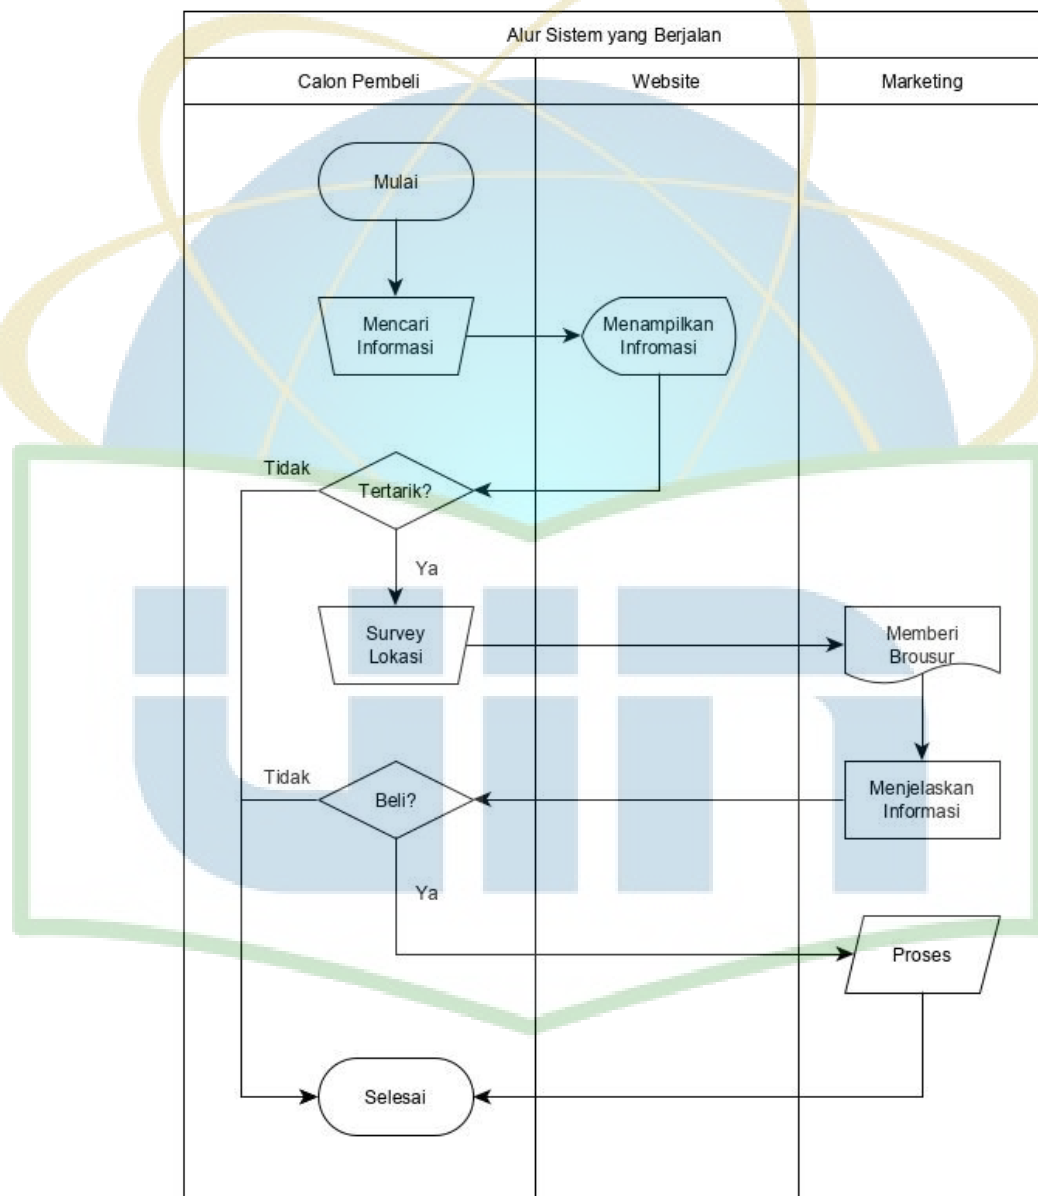 Alur Sistem yang Berjalan
Calon Pembeli
Website
Marketing
Mulai
Mencari
Informasi
Menampilkan
Infromasi
Tidak
Tertarik?
Ya
Survey
Lokasi
Memberi
Brousur
Tidak
Beli?
Menjelaskan
Informasi
Ya
Proses
Selesai
uin